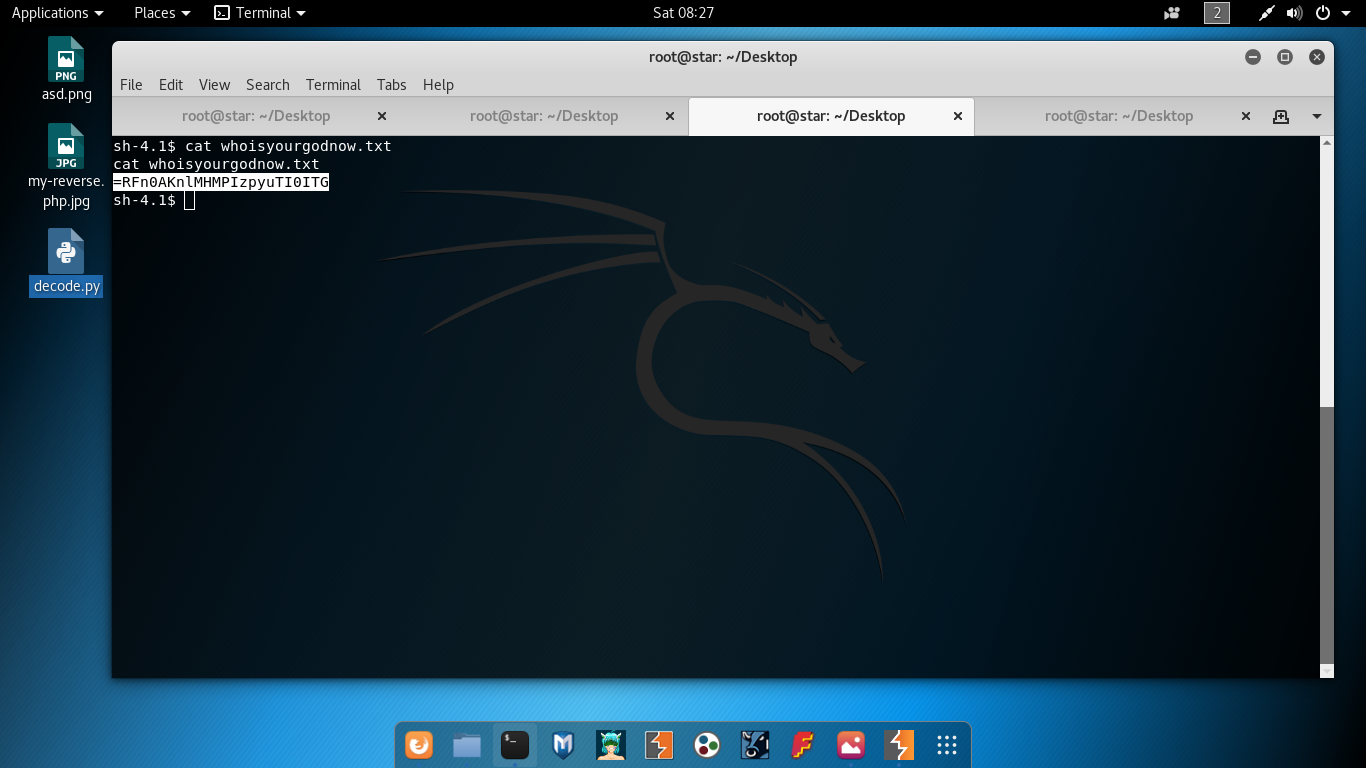 Applications Places Terminal Sat 08:27 2
root@star: ~/Desktop
File Edit View Search Terminal Tabs Help
root@star: ~/Desktop root@star: ~/Desktop root@star: ~/Desktop root@star: ~/Desktop
sh-4.1$ cat whoisyourgodnow.txt
cat whoisyourgodnow.txt
=RFn0AKnlMHMPIzpyuTI0ITG
sh-4.1$
PNG
asd.png
JPG
my-reverse.
php.jpg
decode.py
$_